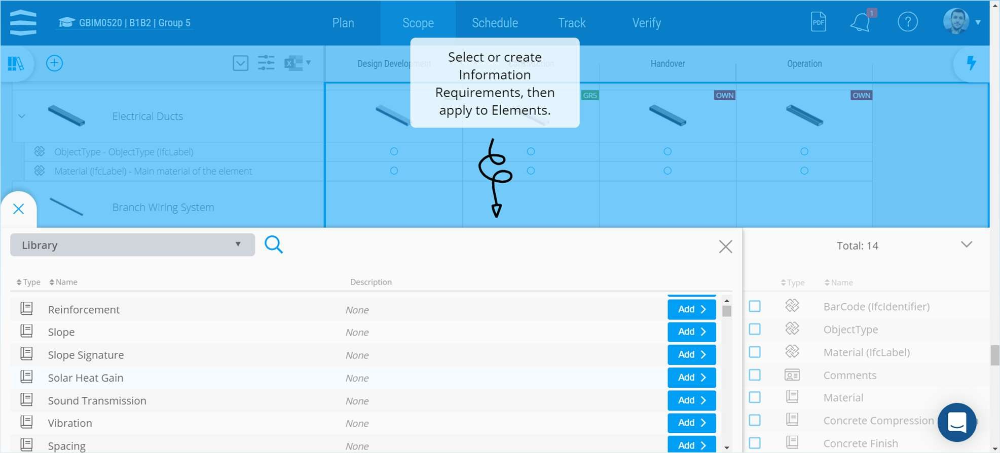 GBIM0520 | B1B2 | Group 5
Plan
Scope
Schedule
Track
Verify
PDF
1
?
Design Development
Construction
Handover
Operation
Select or create
Information
Requirements, then
apply to Elements.
GR5
OWN
OWN
Electrical Ducts
ObjectType - ObjectType (IfcLabel)
Material (IfcLabel) - Main material of the element
Branch Wiring System
Library
Total: 14
Type
Name
Description
Type
Name
Reinforcement
None
Add
Slope
None
Add
Slope Signature
None
Add
Solar Heat Gain
None
Add
Sound Transmission
None
Add
Vibration
None
Add
Spacing
None
Add
BarCode (IfcIdentifier)
ObjectType
Material (IfcLabel)
Comments
Material
Concrete Compression
Concrete Finish